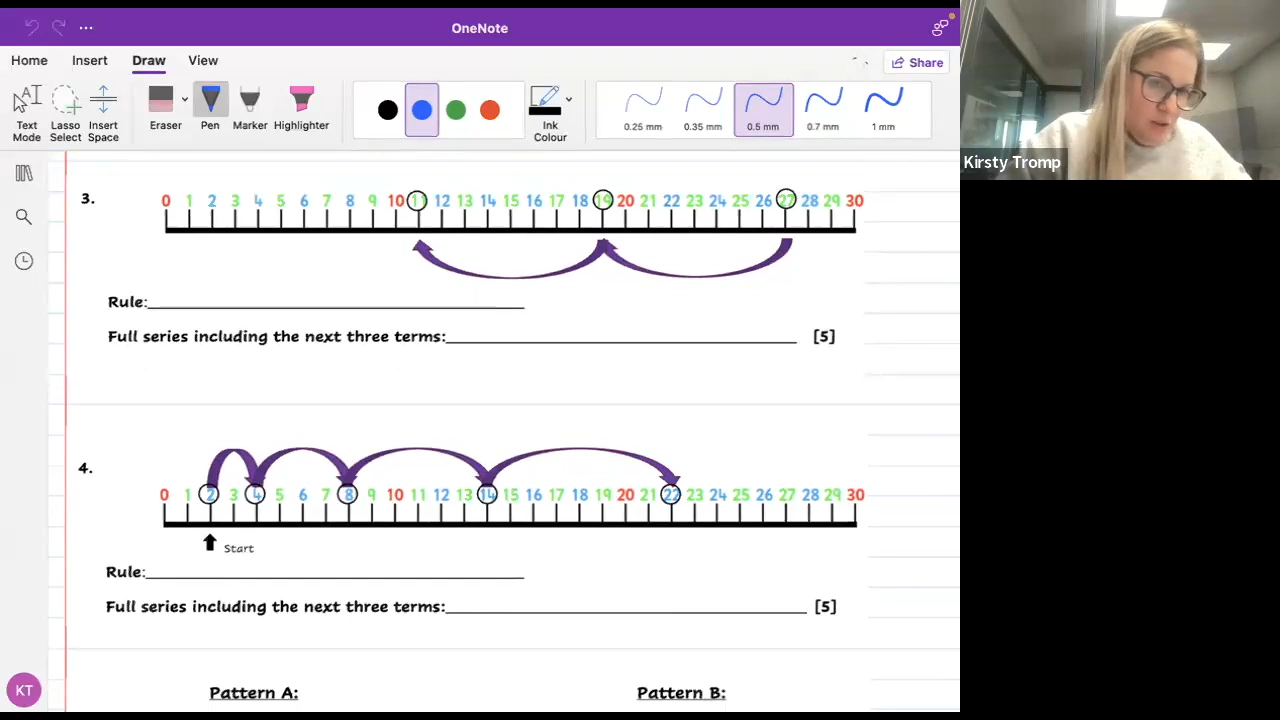 OneNote
Home Insert Draw View
Share
Text Mode
Lasso Select
Insert Space
Eraser
Pen
Marker
Highlighter
Ink Colour
0.25 mm
0.35 mm
0.5 mm
0.7 mm
1 mm
Kirsty Tromp
3.
0 1 2 3 4 5 6 7 8 9 10 11 12 13 14 15 16 17 18 19 20 21 22 23 24 25 26 27 28 29 30
Rule:
Full series including the next three terms: [5]
4.
0 1 2 3 4 5 6 7 8 9 10 11 12 13 14 15 16 17 18 19 20 21 22 23 24 25 26 27 28 29 30
Start
Rule:
Full series including the next three terms: [5]
KT
Pattern A: Pattern B: